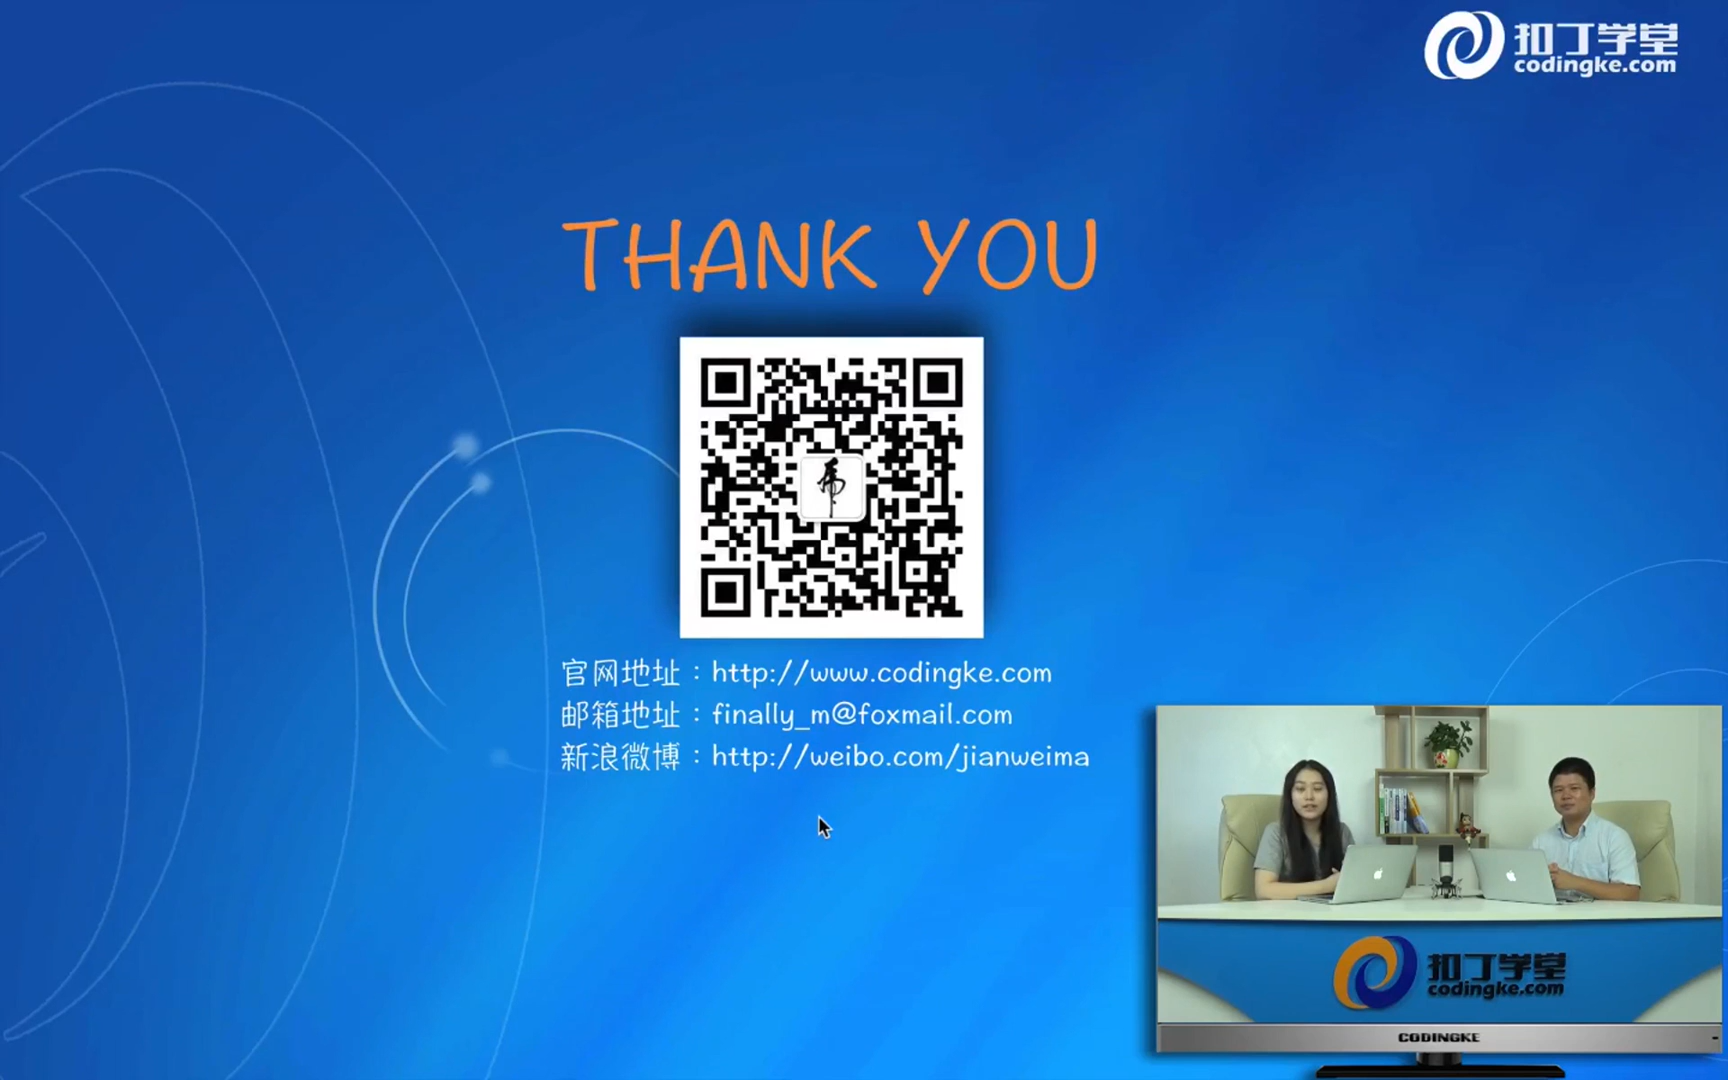 扣丁学堂
codingke.com
THANK YOU
官网地址：http://www.codingke.com
邮箱地址：finally_m@foxmail.com
新浪微博：http://weibo.com/jianweima
扣丁学堂
codingke.com
CODINGKE